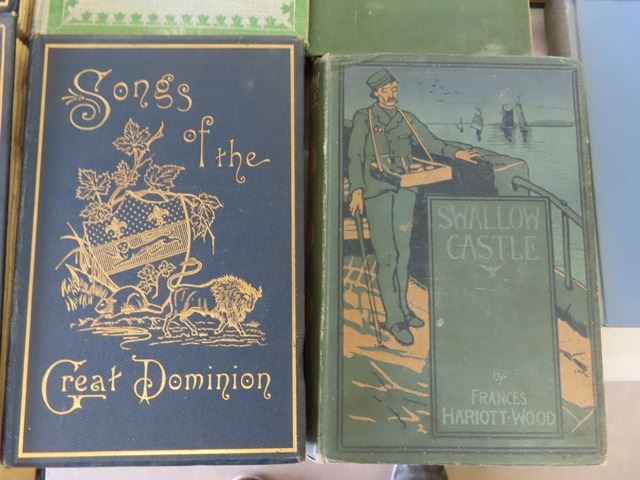 Songs
of the
Great Dominion
SWALLOW
CASTLE
by
FRANCES
HARIOTT-WOOD